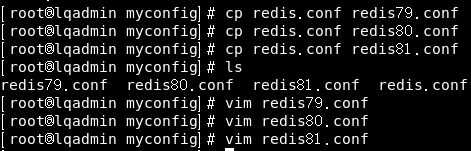 [root@lqadmin myconfig]# cp redis.conf redis79.conf
[root@lqadmin myconfig]# cp redis.conf redis80.conf
[root@lqadmin myconfig]# cp redis.conf redis81.conf
[root@lqadmin myconfig]# ls
redis79.conf  redis80.conf  redis81.conf  redis.conf
[root@lqadmin myconfig]# vim redis79.conf
[root@lqadmin myconfig]# vim redis80.conf
[root@lqadmin myconfig]# vim redis81.conf